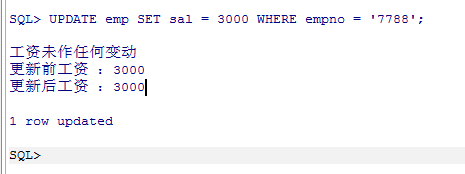 SQL> UPDATE emp SET sal = 3000 WHERE empno = '7788';
工资未作任何变动
更新前工资 : 3000
更新后工资 : 3000
1 row updated
SQL>